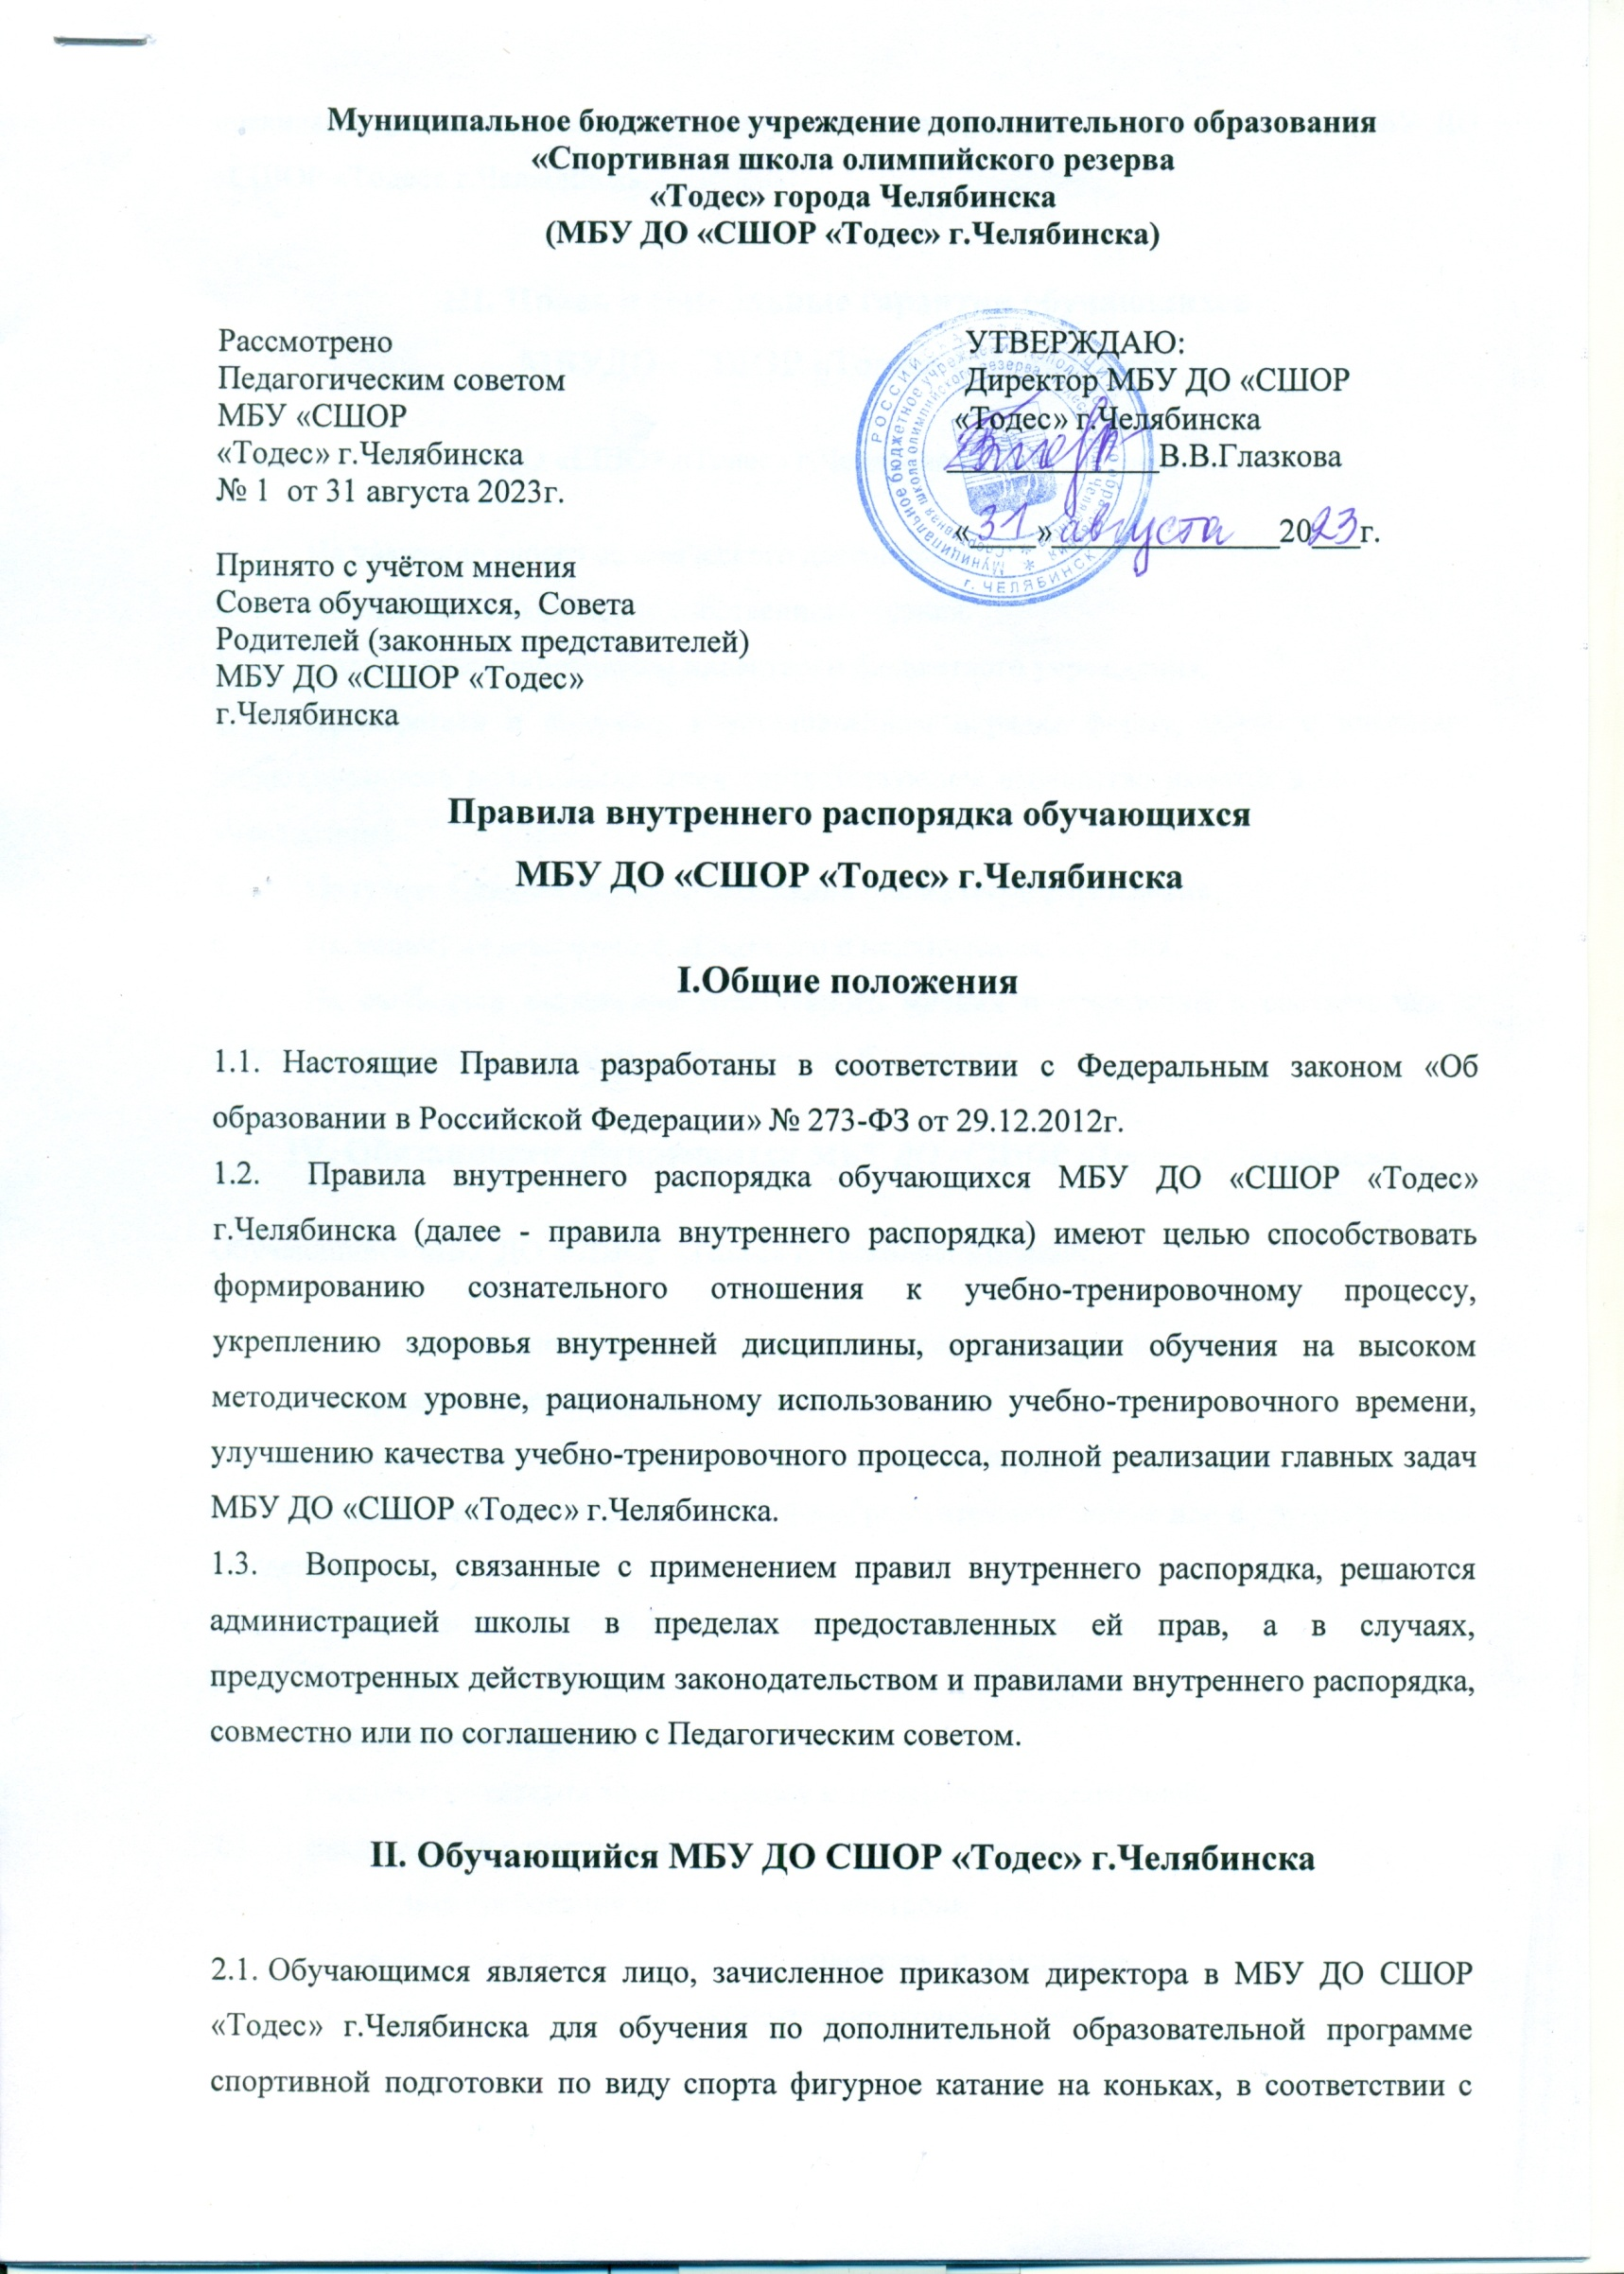 Муниципальное бюджетное учреждение дополнительного образования
«Спортивная школа олимпийского резерва
«Тодес» города Челябинска
(МБУ ДО «СШОР «Тодес» г.Челябинска)
Рассмотрено
Педагогическим советом
МБУ «СШОР
«Тодес» г.Челябинска
№ 1 от 31 августа 2023г.
Принято с учётом мнения
Совета обучающихся, Совета
Родителей (законных представителей)
МБУ ДО «СШОР «Тодес»
г.Челябинска
УТВЕРЖДАЮ:
Директор МБУ ДО «СШОР
«Тодес» г.Челябинска
В.В.Глазкова
«31» августа 2023г.
г. ЧЕЛЯБИНСК
Правила внутреннего распорядка обучающихся
МБУ ДО «СШОР «Тодес» г.Челябинска
I.Общие положения
1.1. Настоящие Правила разработаны в соответствии с Федеральным законом «Об
образовании в Российской Федерации» № 273-ФЗ от 29.12.2012г.
1.2. Правила внутреннего распорядка обучающихся МБУ ДО «СШОР «Тодес»
г.Челябинска (далее - правила внутреннего распорядка) имеют целью способствовать
формированию сознательного отношения к учебно-тренировочному процессу,
укреплению здоровья внутренней дисциплины, организации обучения на высоком
методическом уровне, рациональному использованию учебно-тренировочного времени,
улучшению качества учебно-тренировочного процесса, полной реализации главных задач
МБУ ДО «СШОР «Тодес» г.Челябинска.
1.3. Вопросы, связанные с применением правил внутреннего распорядка, решаются
администрацией школы в пределах предоставленных ей прав, а в случаях,
предусмотренных действующим законодательством и правилами внутреннего распорядка,
совместно или по соглашению с Педагогическим советом.
II. Обучающийся МБУ ДО СШОР «Тодес» г.Челябинска
2.1. Обучающимся является лицо, зачисленное приказом директора в МБУ ДО СШОР
«Тодес» г.Челябинска для обучения по дополнительной образовательной программе
спортивной подготовки по виду спорта фигурное катание на коньках, в соответствии с